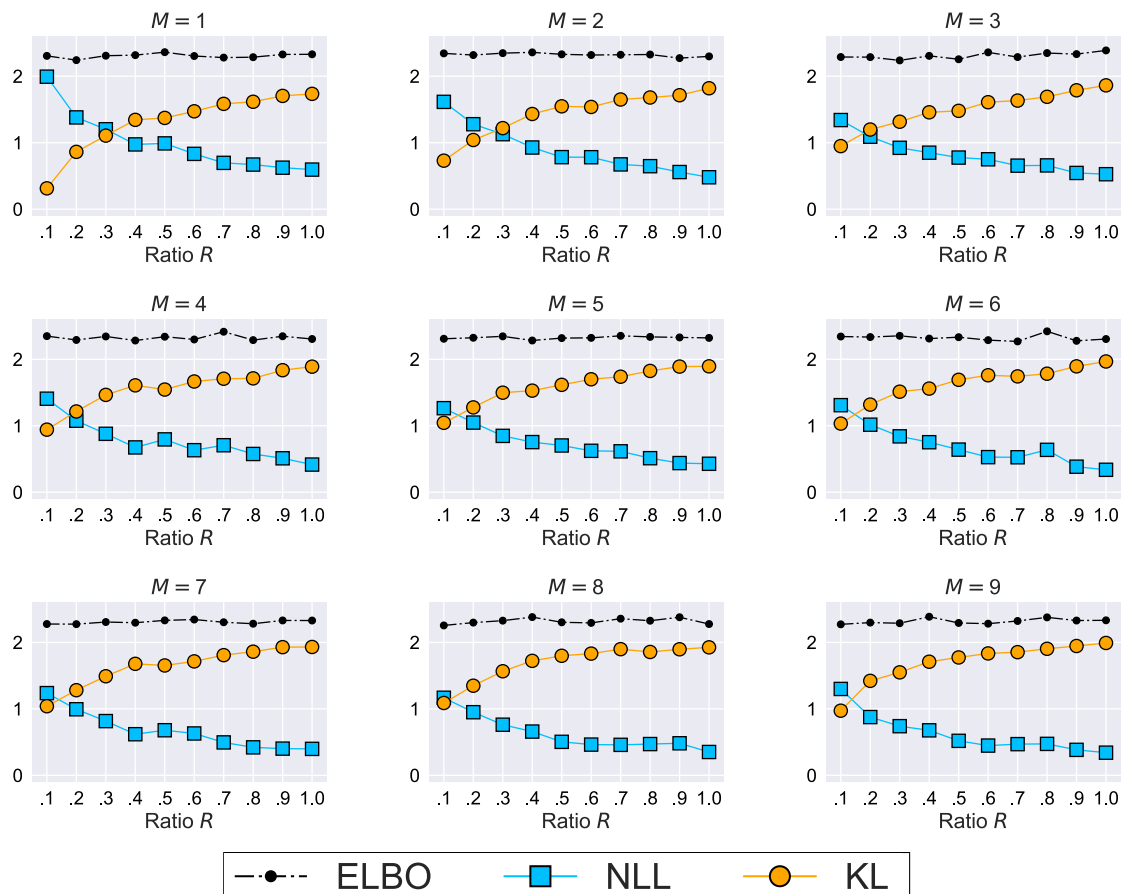 M = 1
M = 2
M = 3
2
1
0
2
1
0
2
1
0
.1 .2 .3 .4 .5 .6 .7 .8 .9 1.0
.1 .2 .3 .4 .5 .6 .7 .8 .9 1.0
.1 .2 .3 .4 .5 .6 .7 .8 .9 1.0
Ratio R
Ratio R
Ratio R
M = 4
M = 5
M = 6
2
1
0
2
1
0
2
1
0
.1 .2 .3 .4 .5 .6 .7 .8 .9 1.0
.1 .2 .3 .4 .5 .6 .7 .8 .9 1.0
.1 .2 .3 .4 .5 .6 .7 .8 .9 1.0
Ratio R
Ratio R
Ratio R
M = 7
M = 8
M = 9
2
1
0
2
1
0
2
1
0
.1 .2 .3 .4 .5 .6 .7 .8 .9 1.0
.1 .2 .3 .4 .5 .6 .7 .8 .9 1.0
.1 .2 .3 .4 .5 .6 .7 .8 .9 1.0
Ratio R
Ratio R
Ratio R
ELBO NLL KL